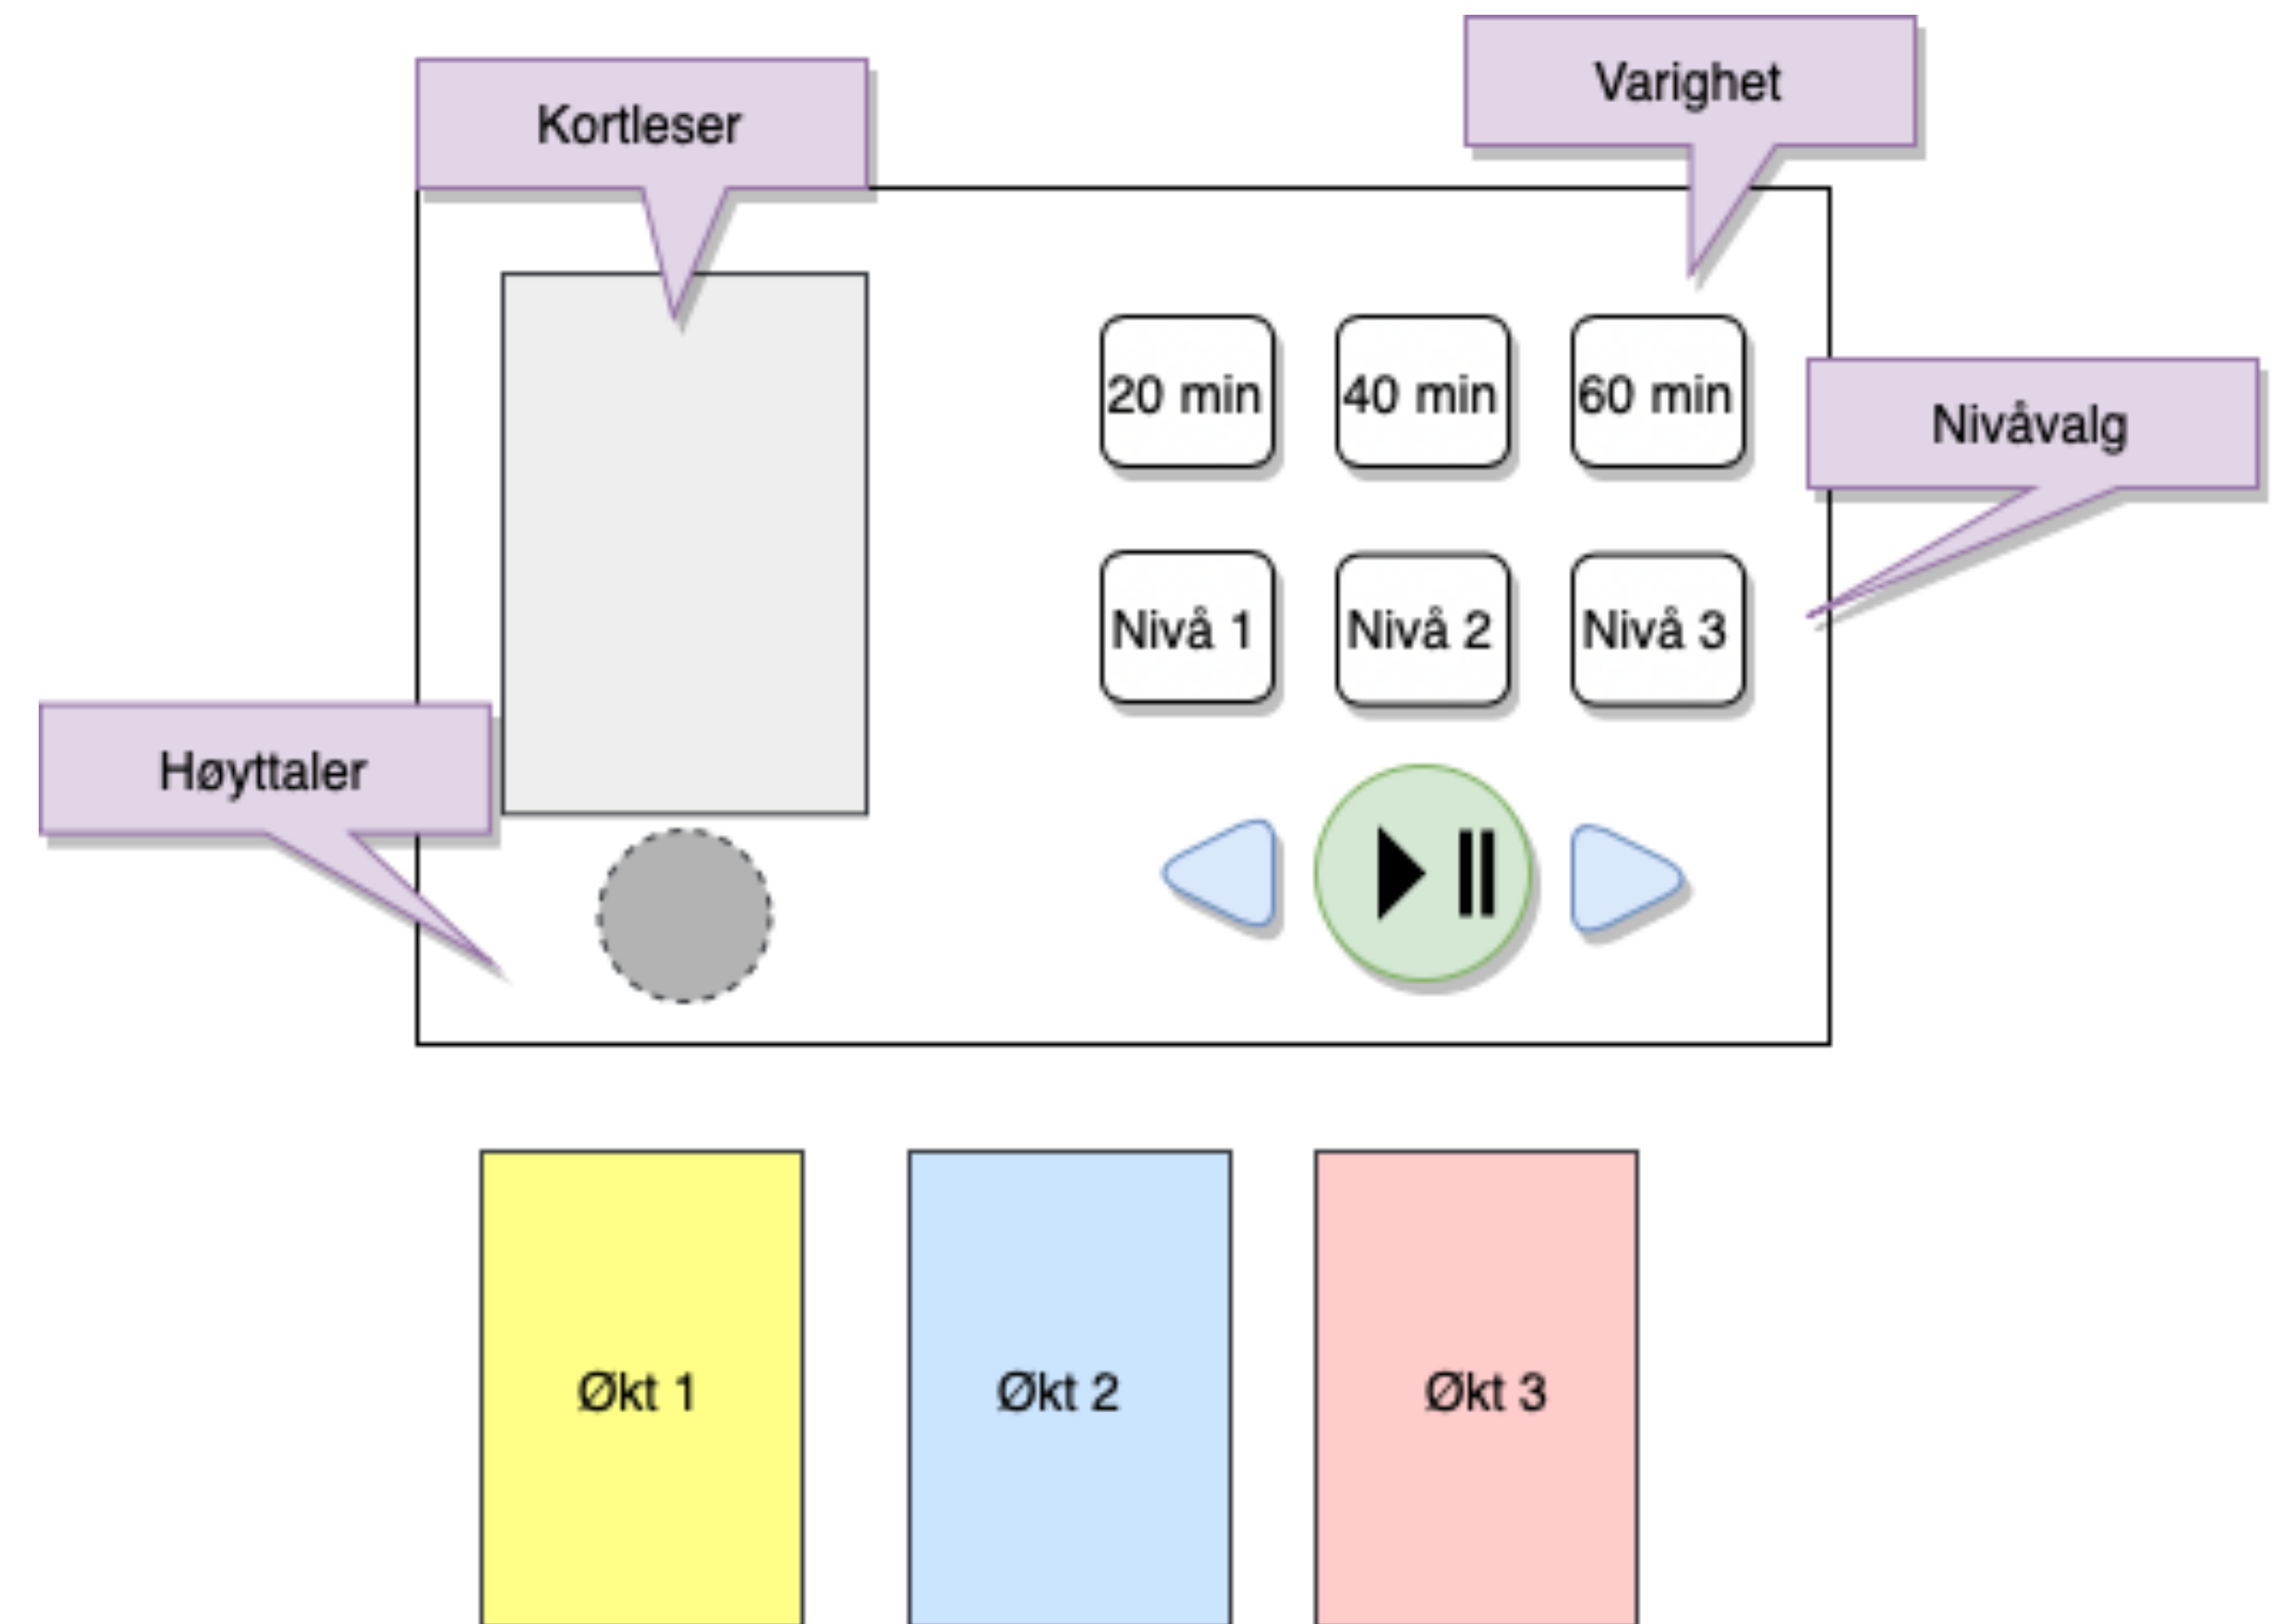 Varighet
Kortleser
20 min
40 min
60 min
Nivåvalg
Nivå 1
Nivå 2
Nivå 3
Høyttaler
Økt 1
Økt 2
Økt 3